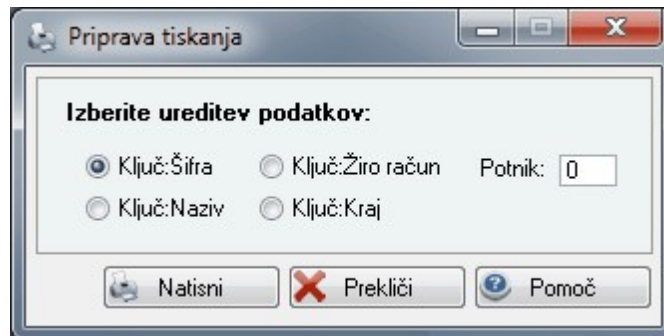 Priprava tiskanja
Izberite ureditev podatkov:
Ključ:Šifra Ključ:Žiro račun Potnik: 0
Ključ:Naziv Ključ:Kraj
Natisni Prekliči Pomoč